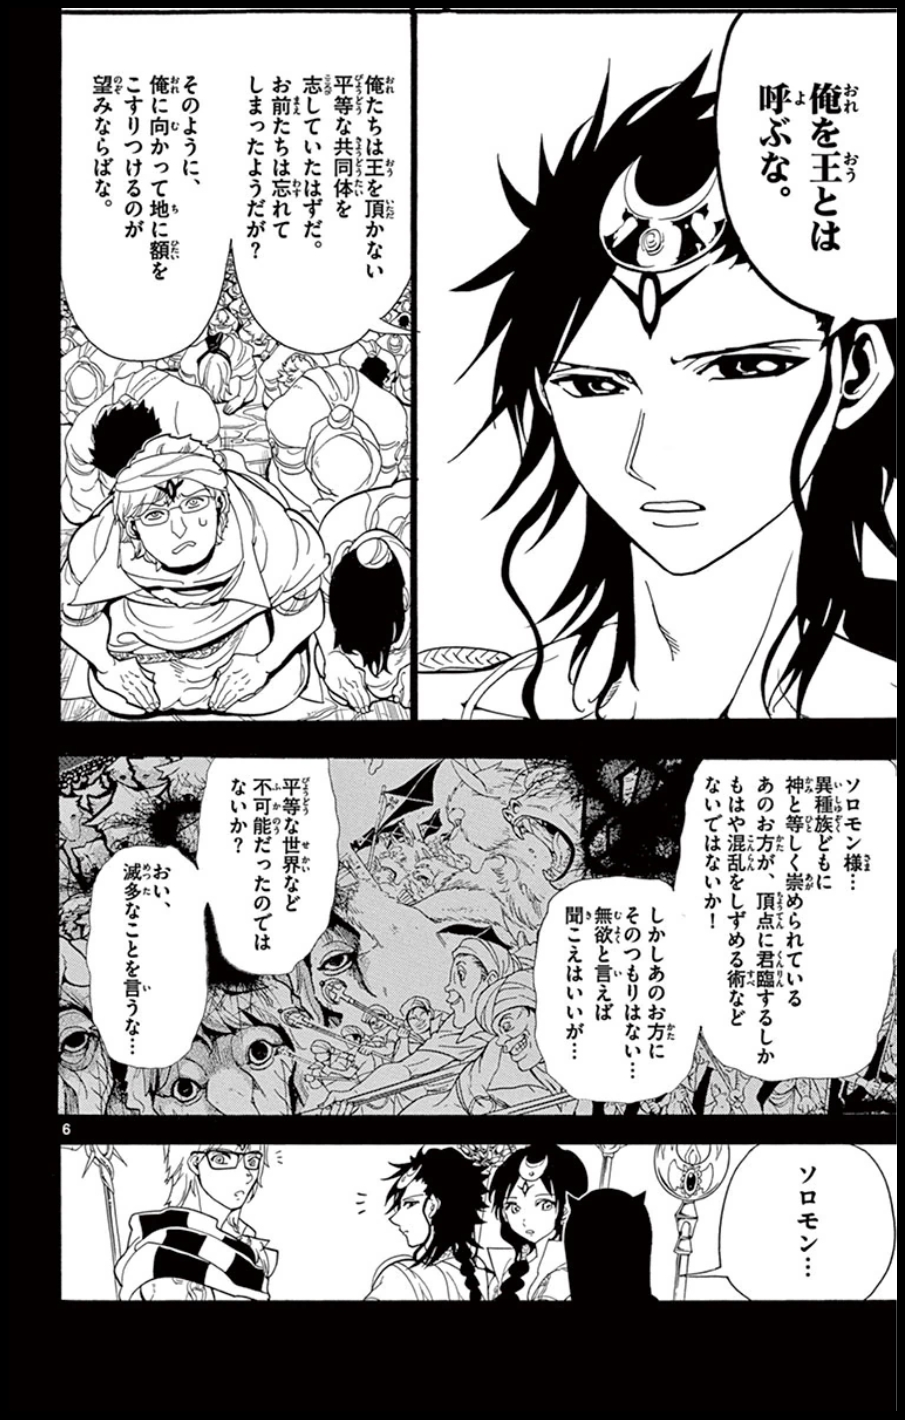 俺を王とは
呼ぶな。
俺たちは王を頂かない
平等な共同体を
志していたはずだ。
お前たちは忘れて
しまったようだが？
そのように、
俺に向かって地に額を
こすりつけるのが
望みならばな。
ソロモン様…
異種族どもに
神と等しく崇められている
あのお方が、頂点に君臨するしか
もはや混乱をしずめる術など
ないではないか！
しかしあのお方に
そのつもりはない…
無欲と言えば
聞こえはいいが…
平等な世界など
不可能だったのでは
ないか？
おい、
滅多なことを言うな…
6
ソロモン…